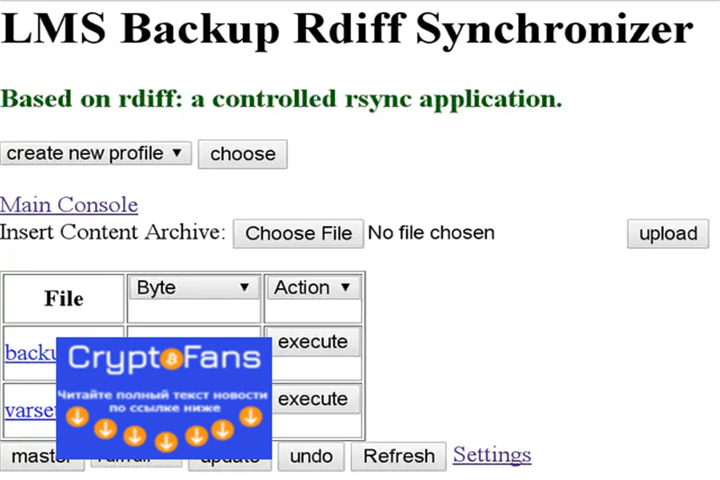 LMS Backup Rdiff Synchronizer
Based on rdiff: a controlled rsync application.
create new profile ▼ choose
Main Console
Insert Content Archive: Choose File No file chosen upload
File Byte ▼ Action ▼
execute
CryptoFans
Читайте полный текст новости
по ссылке ниже
execute
undo Refresh Settings